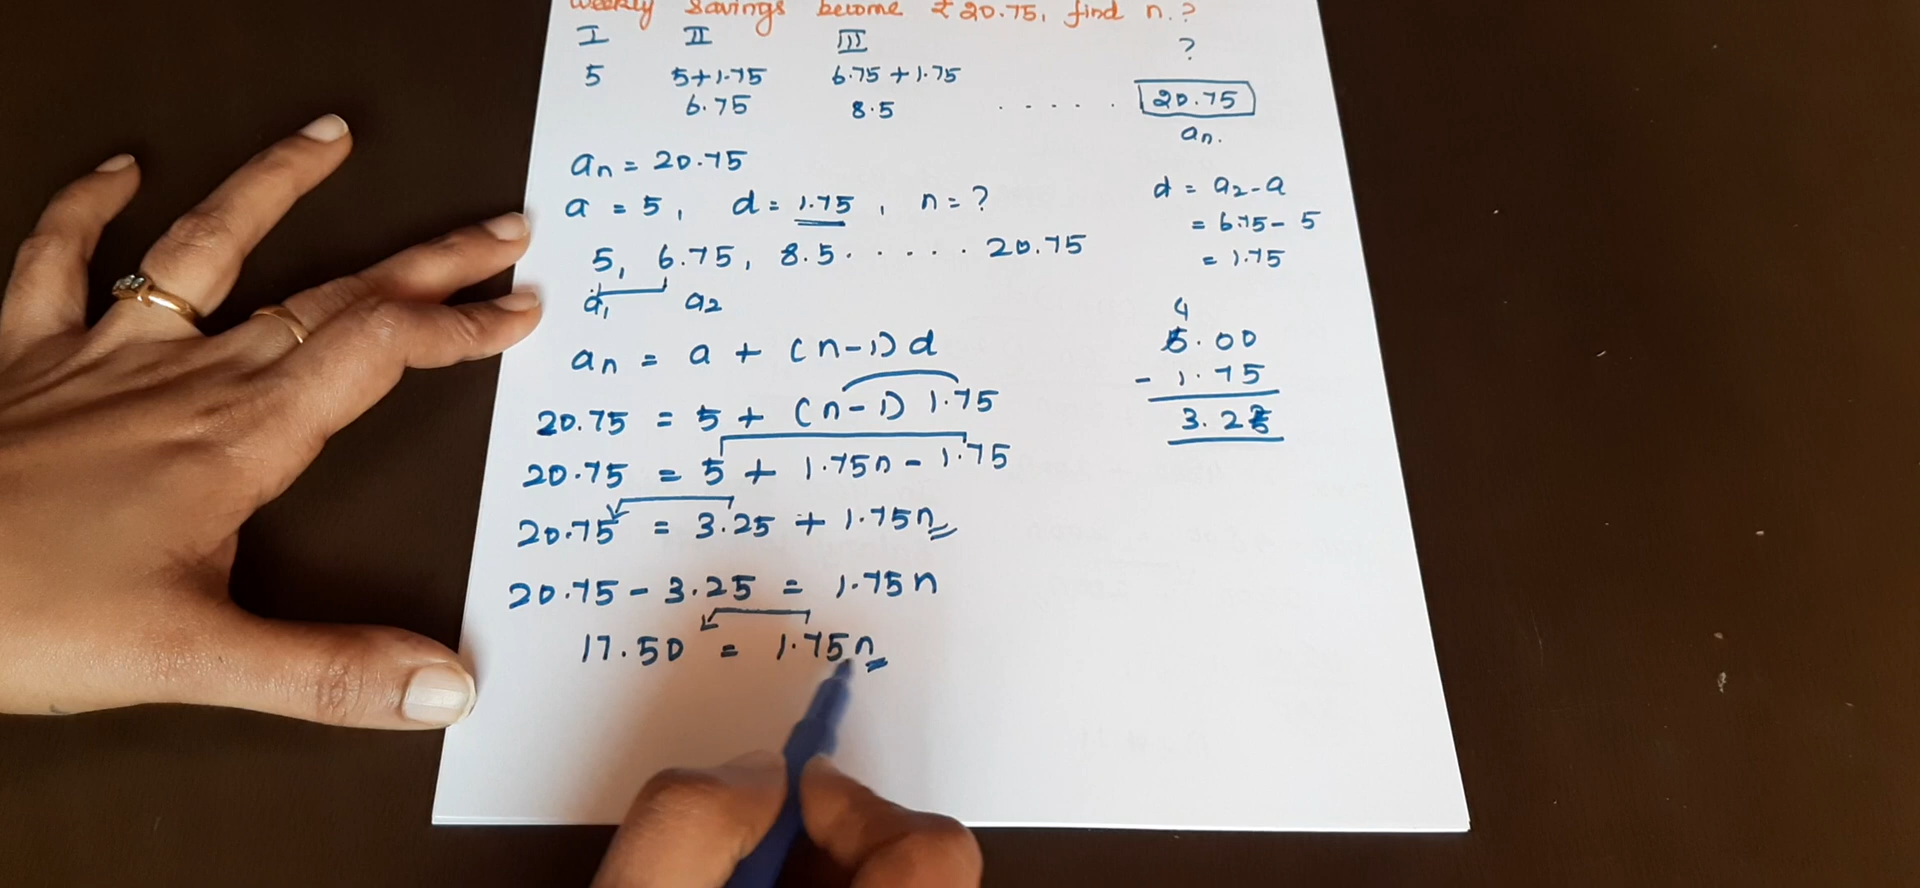 weekly savings become ₹ 20.75, find n.?
I II III ?
5 5+1.75 6.75+1.75
6.75 8.5 ..... 20.75
an.
an = 20.75
a = 5, d = 1.75, n = ?
5, 6.75, 8.5. ..... 20.75
a1 a2
an = a + (n-1) d
20.75 = 5 + (n-1) 1.75
20.75 = 5 + 1.75n - 1.75
20.75 = 3.25 + 1.75n
20.75 - 3.25 = 1.75n
17.50 = 1.75n
d = a2 - a
= 6.75 - 5
= 1.75
4
5.00
- 1.75
3.25